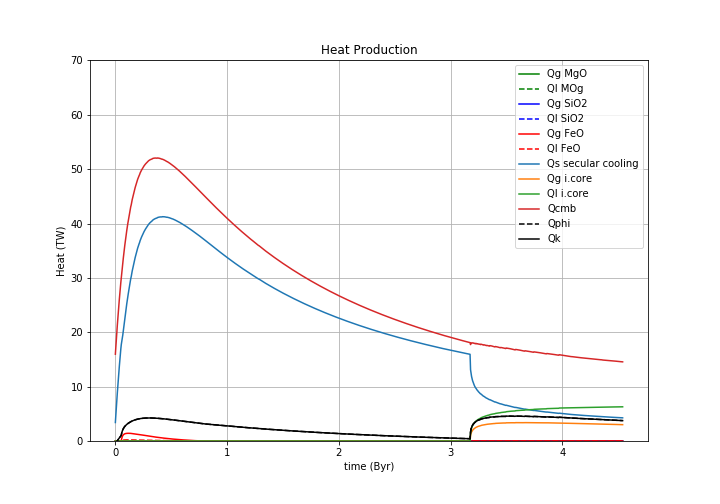 Heat Production
70
60
50
40
30
20
10
0
Heat (TW)
0 1 2 3 4
time (Byr)
Qg MgO
Ql MOg
Qg SiO2
Ql SiO2
Qg FeO
Ql FeO
Qs secular cooling
Qg i.core
Ql i.core
Qcmb
Qphi
Qk